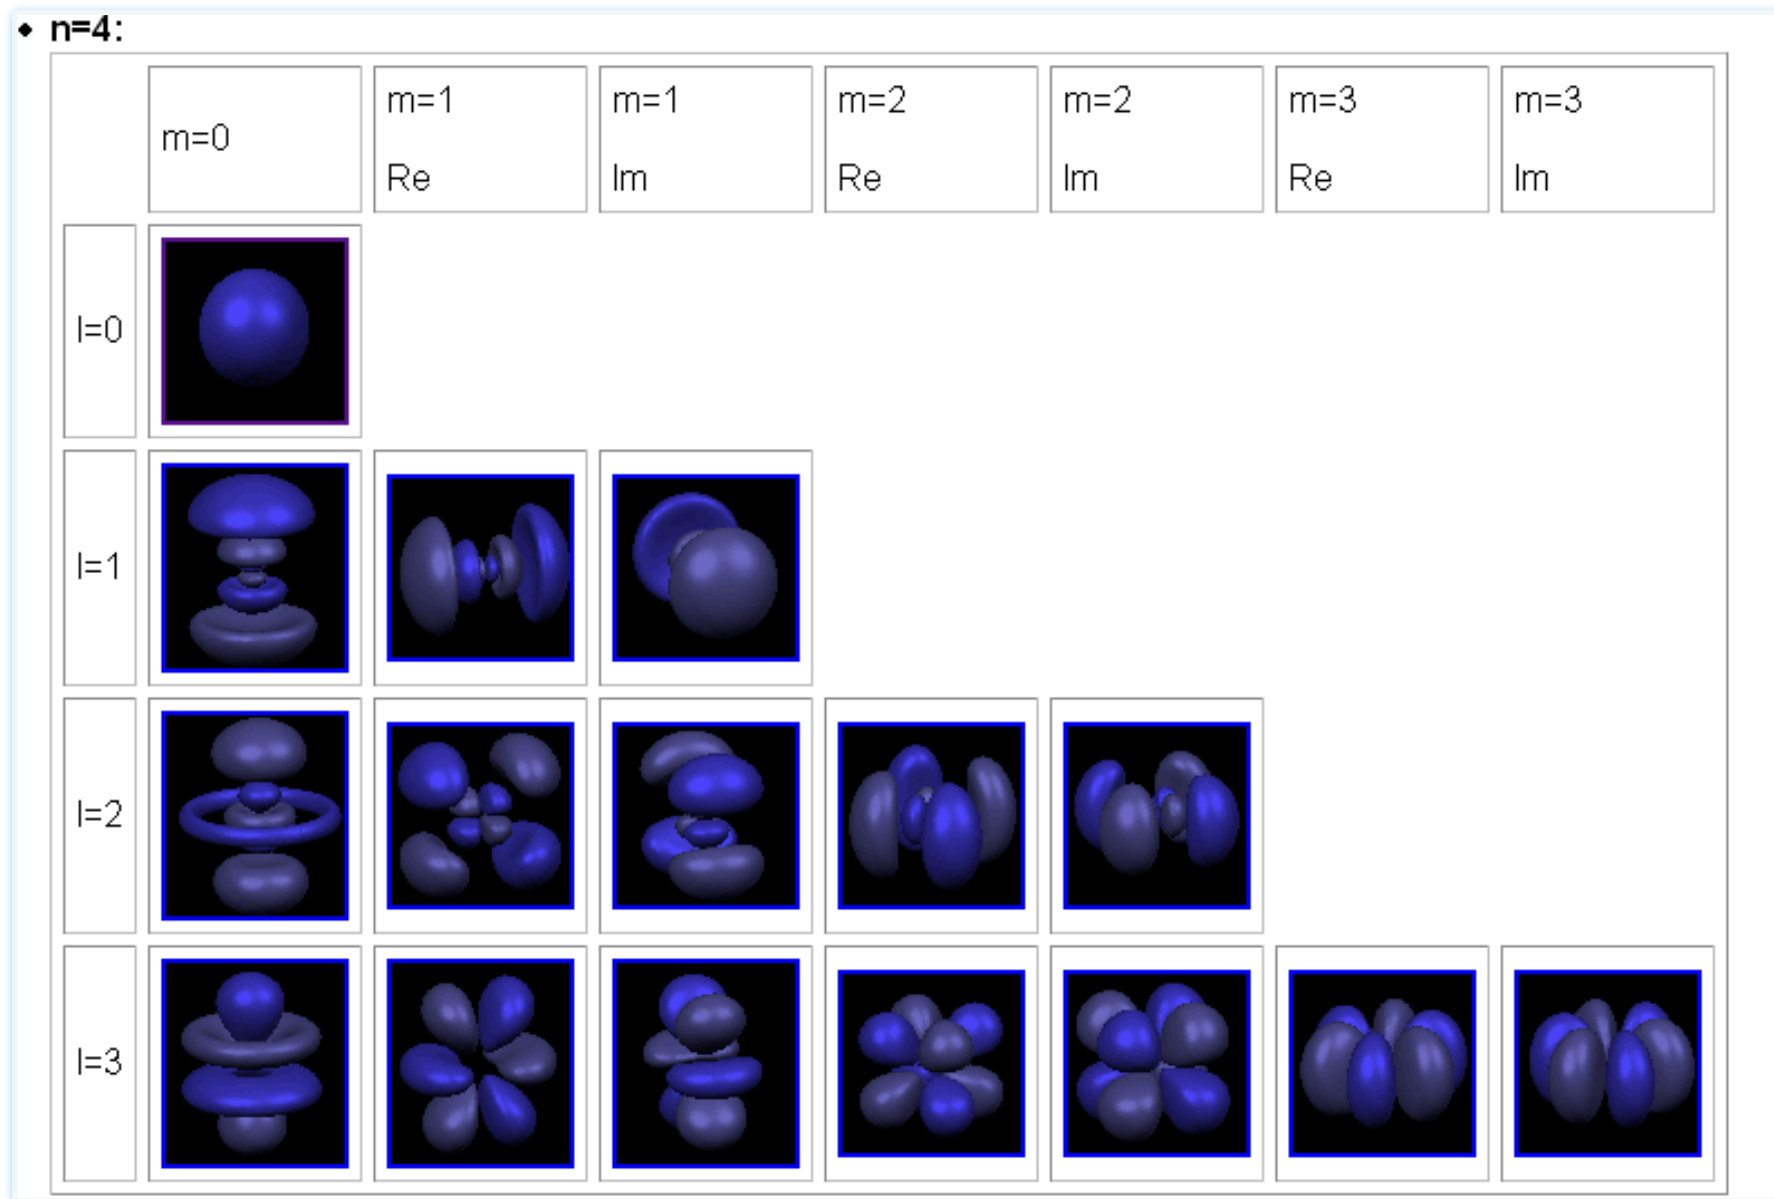 • n=4:
m=0
m=1
Re
m=1
Im
m=2
Re
m=2
Im
m=3
Re
m=3
Im
l=0
l=1
l=2
l=3